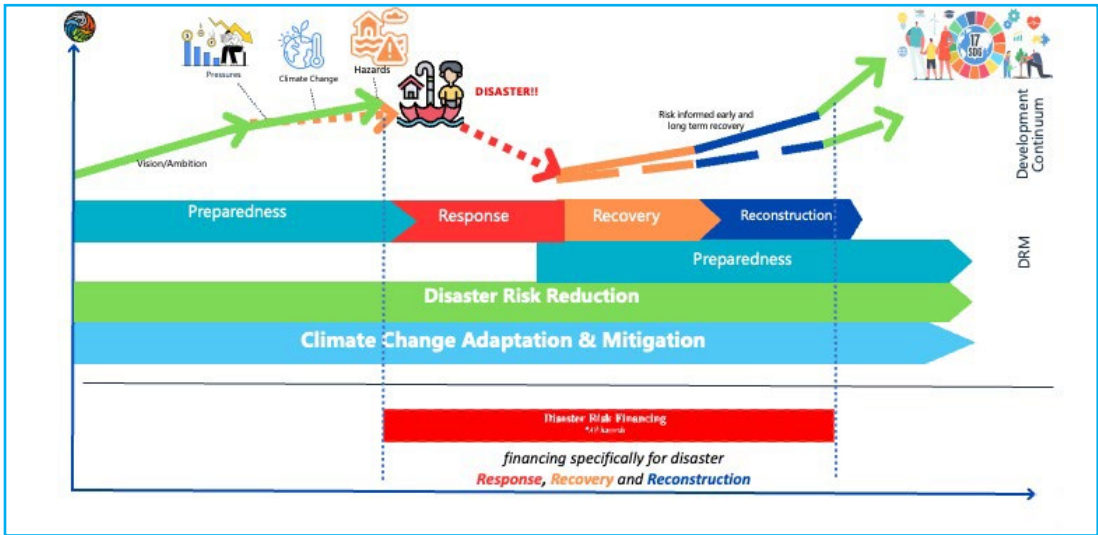 Pressures
Climate Change
Hazards
DISASTER!!
17
SDG
Vision/Ambition
Risk informed early and
long term recovery
Development
Continuum
Preparedness
Response
Recovery
Reconstruction
Preparedness
DRM
Disaster Risk Reduction
Climate Change Adaptation & Mitigation
Disaster Risk Financing
financing specifically for disaster
Response, Recovery and Reconstruction